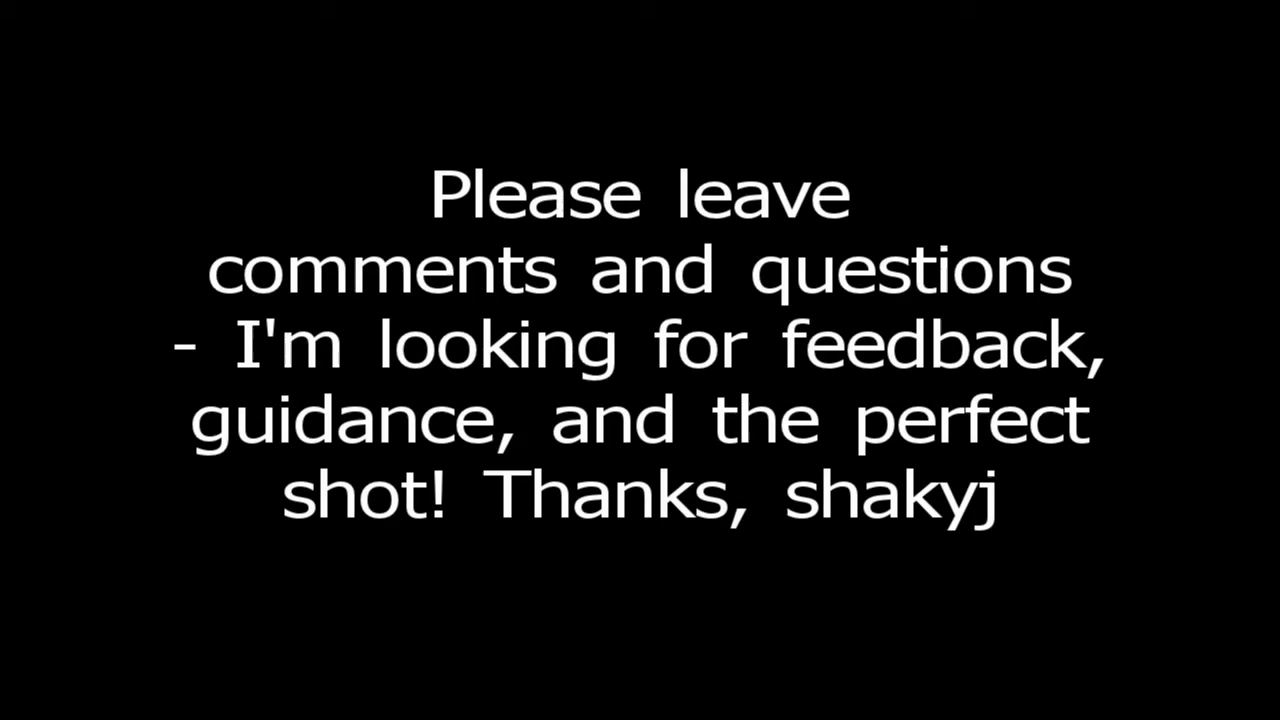 Please leave
comments and questions
- I'm looking for feedback,
guidance, and the perfect
shot! Thanks, shakyj